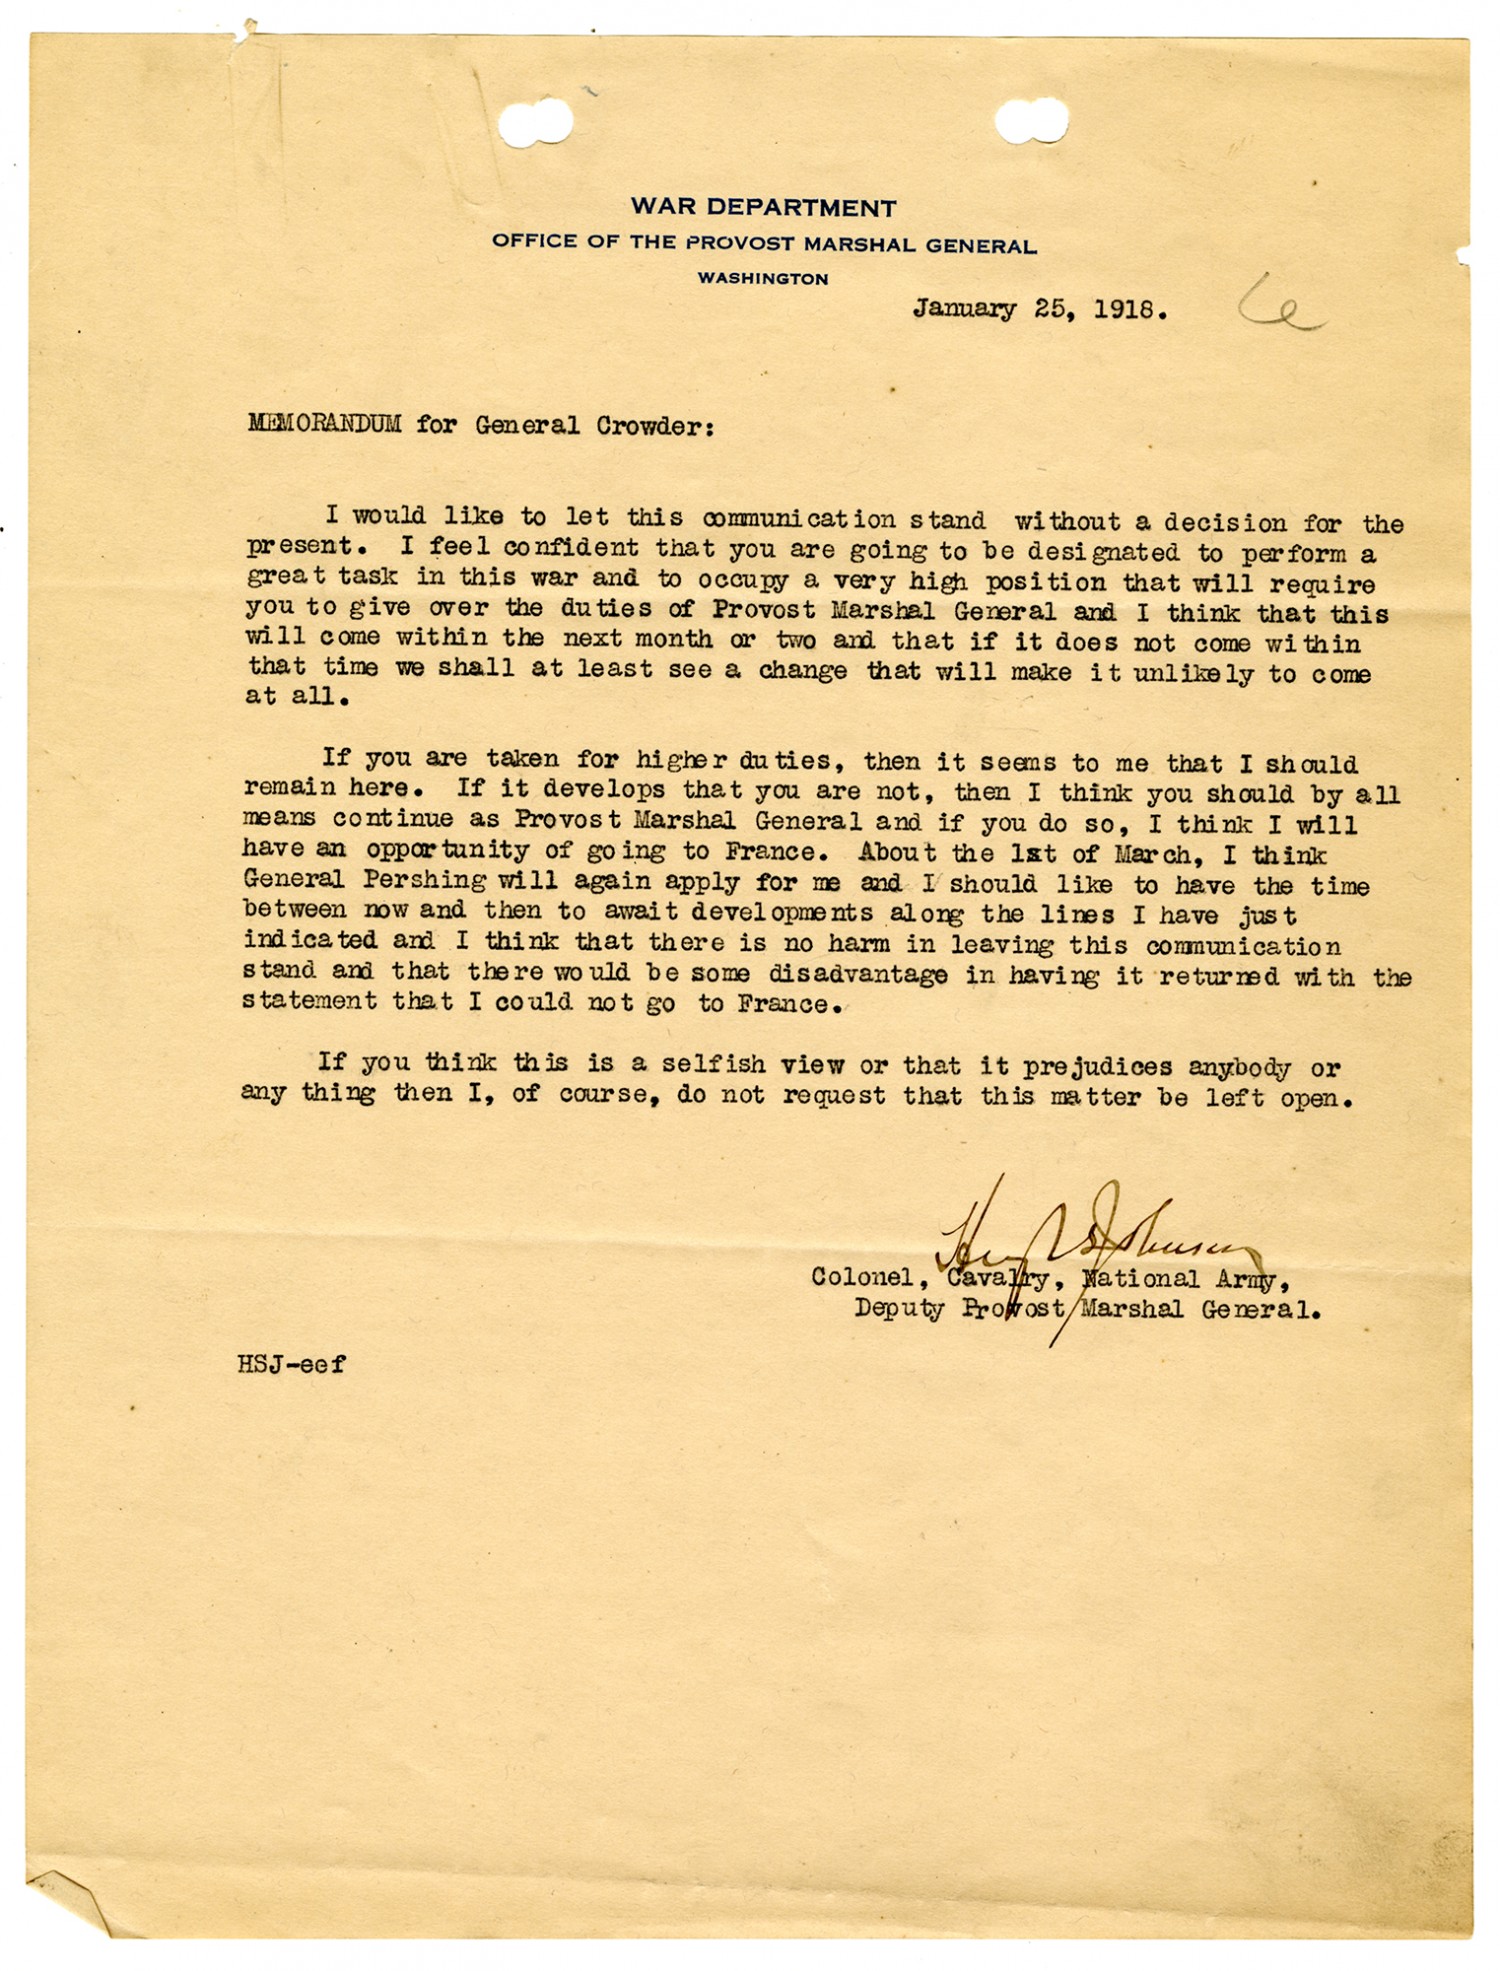 WAR DEPARTMENT
OFFICE OF THE PROVOST MARSHAL GENERAL
WASHINGTON
January 25, 1918.
MEMORANDUM for General Crowder:
I would like to let this communication stand without a decision for the
present. I feel confident that you are going to be designated to perform a
great task in this war and to occupy a very high position that will require
you to give over the duties of Provost Marshal General and I think that this
will come within the next month or two and that if it does not come within
that time we shall at least see a change that will make it unlikely to come
at all.
If you are taken for higher duties, then it seems to me that I should
remain here. If it develops that you are not, then I think you should by all
means continue as Provost Marshal General and if you do so, I think I will
have an opportunity of going to France. About the 1st of March, I think
General Pershing will again apply for me and I should like to have the time
between now and then to await developments along the lines I have just
indicated and I think that there is no harm in leaving this communication
stand and that there would be some disadvantage in having it returned with the
statement that I could not go to France.
If you think this is a selfish view or that it prejudices anybody or
any thing then I, of course, do not request that this matter be left open.
Hugh S Johnson
Colonel, Cavalry, National Army,
Deputy Provost Marshal General.
HSJ-eef